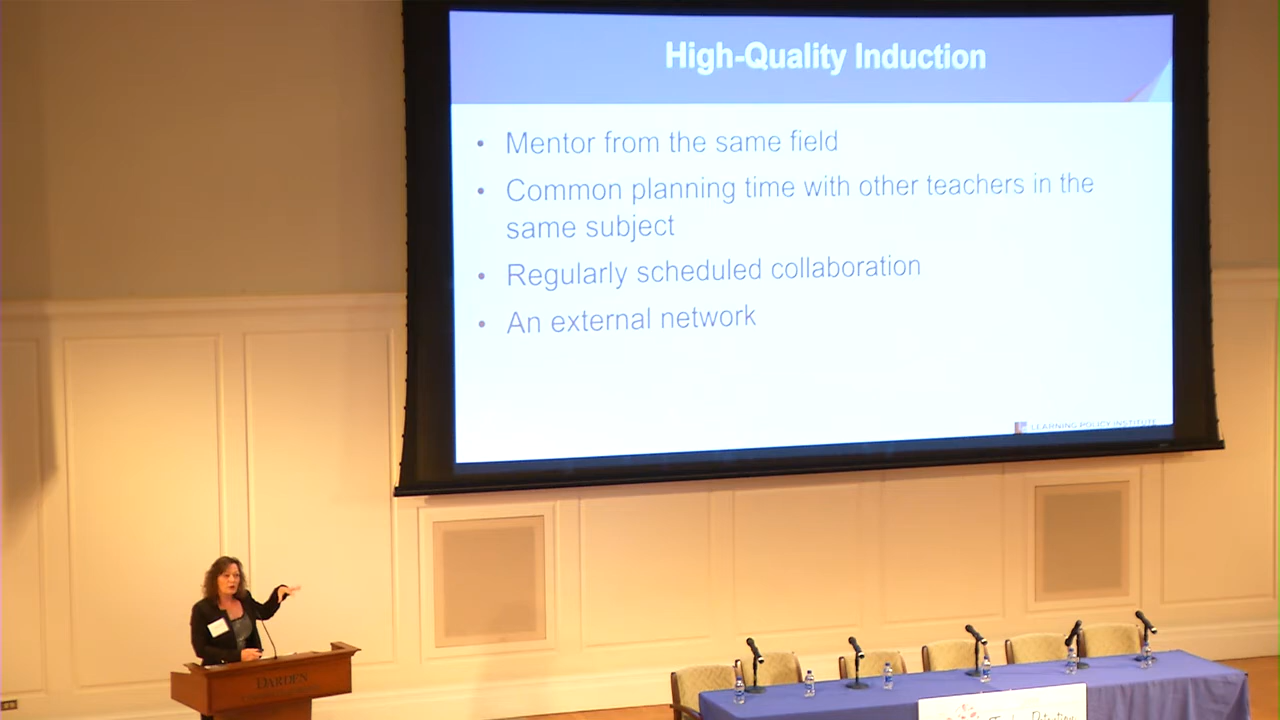 High-Quality Induction
• Mentor from the same field
• Common planning time with other teachers in the
same subject
• Regularly scheduled collaboration
• An external network
LEARNING POLICY INSTITUTE
DARDEN